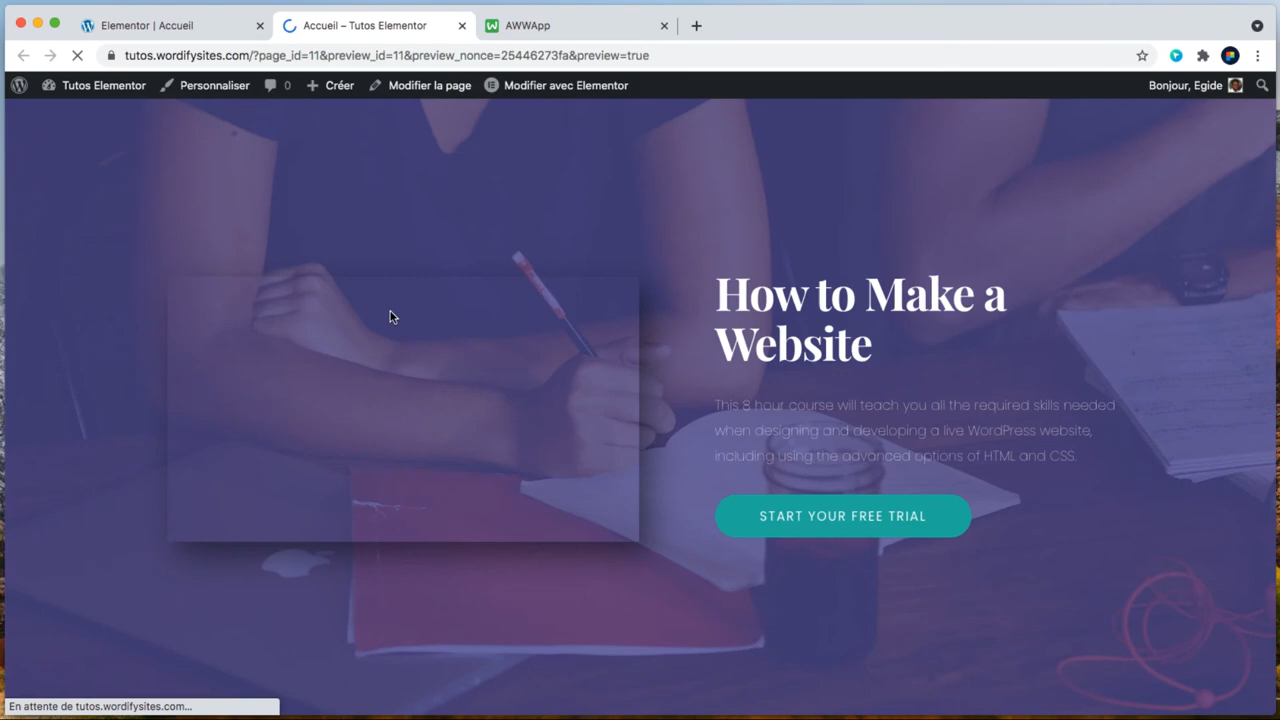 Elementor | Accueil
Accueil – Tutos Elementor
AWWApp
tutos.wordifysites.com/?page_id=11&preview_id=11&preview_nonce=25446273fa&preview=true
Tutos Elementor
Personnaliser
0
Créer
Modifier la page
Modifier avec Elementor
Bonjour, Egide
How to Make a
Website
This 8 hour course will teach you all the required skills needed
when designing and developing a live WordPress website,
including using the advanced options of HTML and CSS.
START YOUR FREE TRIAL
En attente de tutos.wordifysites.com...